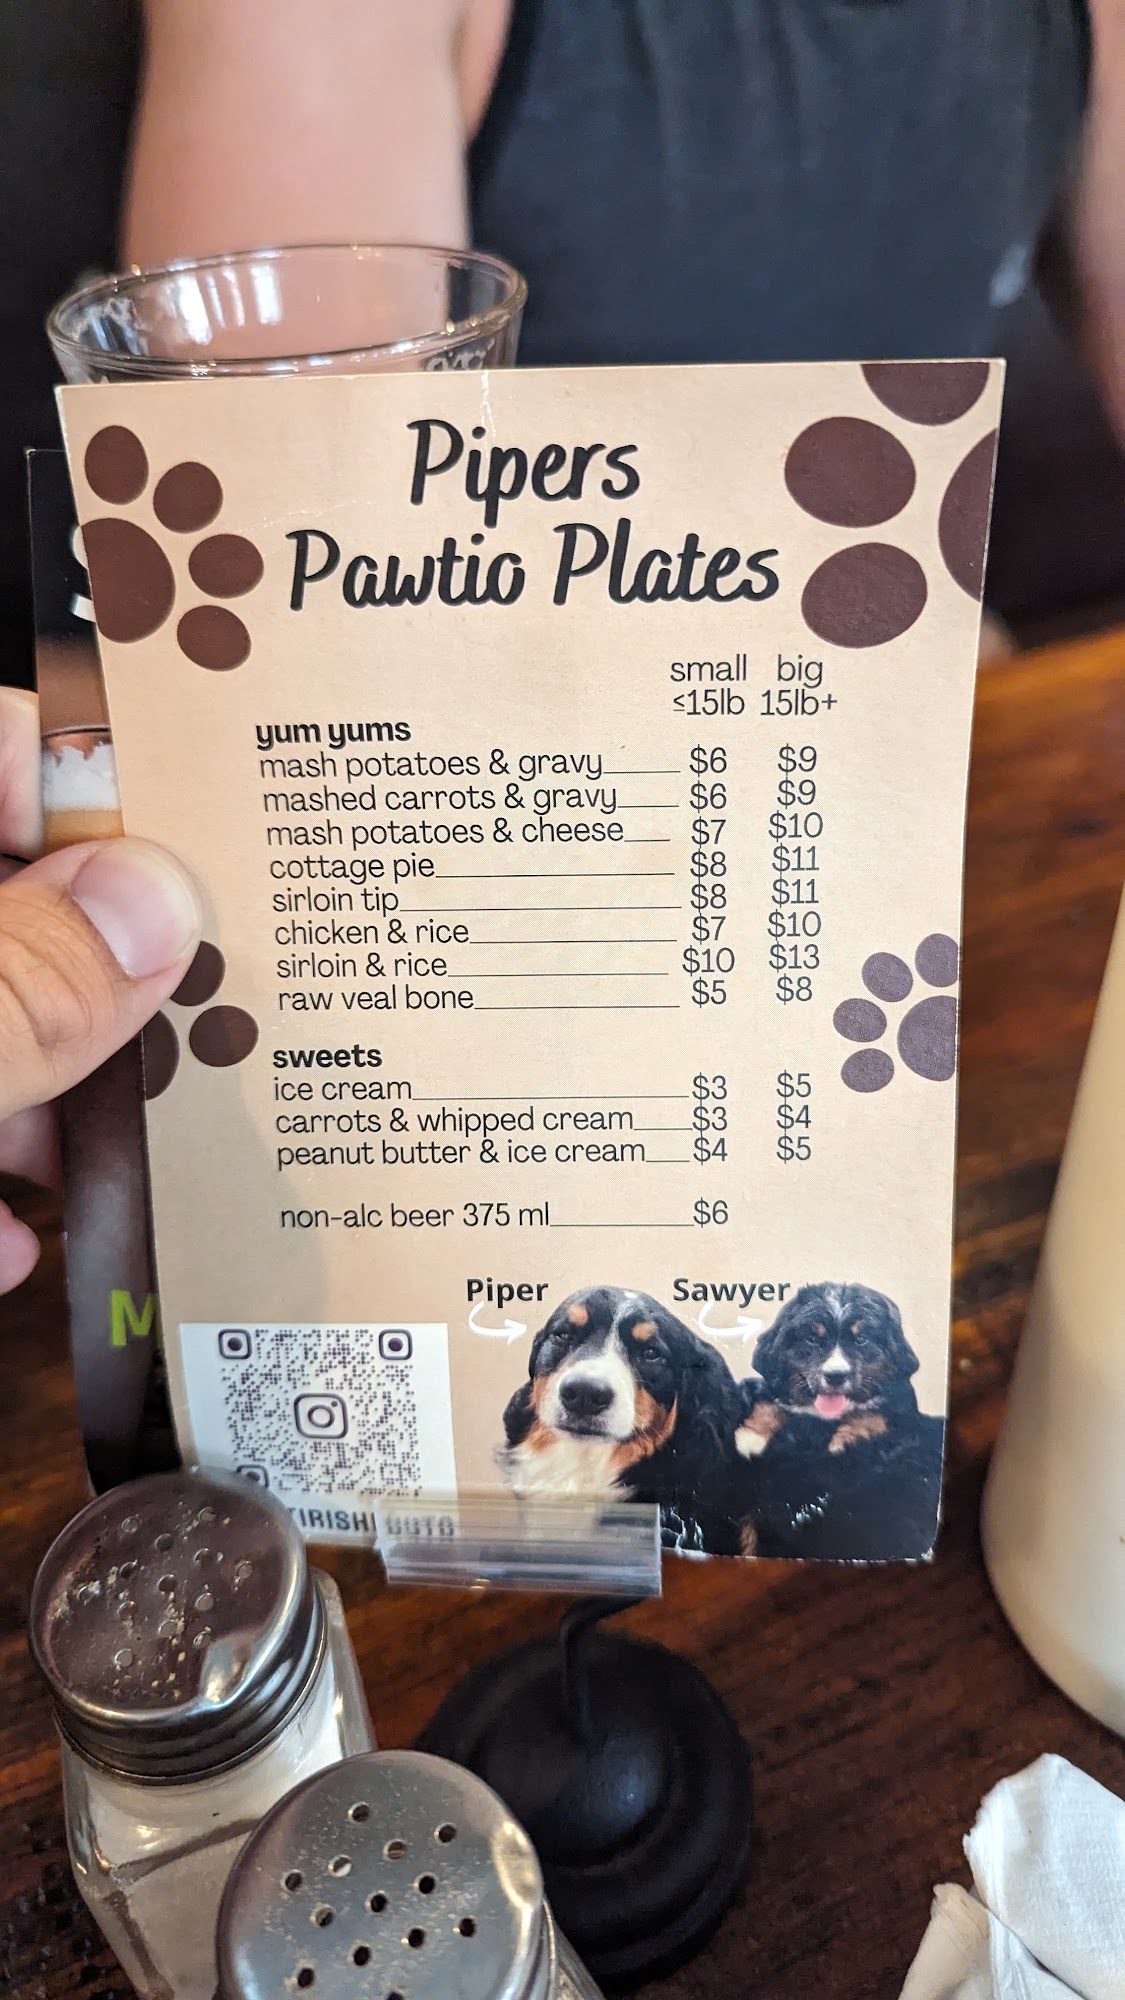 Pipers
Pawtio Plates
small big
≤15lb 15lb+
yum yums
mash potatoes & gravy $6 $9
mashed carrots & gravy $6 $9
mash potatoes & cheese $7 $10
cottage pie $8 $11
sirloin tip $8 $11
chicken & rice $7 $10
sirloin & rice $10 $13
raw veal bone $5 $8
sweets
ice cream $3 $5
carrots & whipped cream $3 $4
peanut butter & ice cream $4 $5
non-alc beer 375 ml $6
Piper Sawyer
M